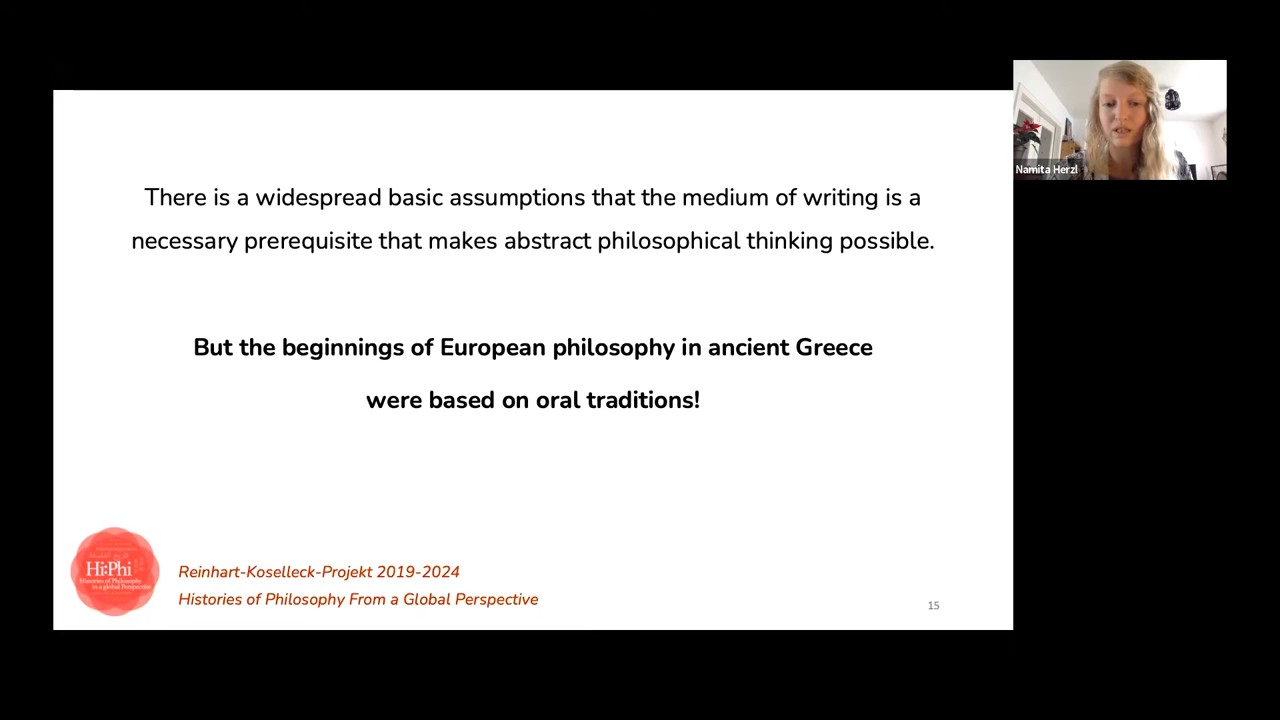 There is a widespread basic assumptions that the medium of writing is a
necessary prerequisite that makes abstract philosophical thinking possible.
But the beginnings of European philosophy in ancient Greece
were based on oral traditions!
Hi:Phi
Histories of Philosophy
in a global Perspective
Reinhart-Koselleck-Projekt 2019-2024
Histories of Philosophy From a Global Perspective
15
Namita Herzl